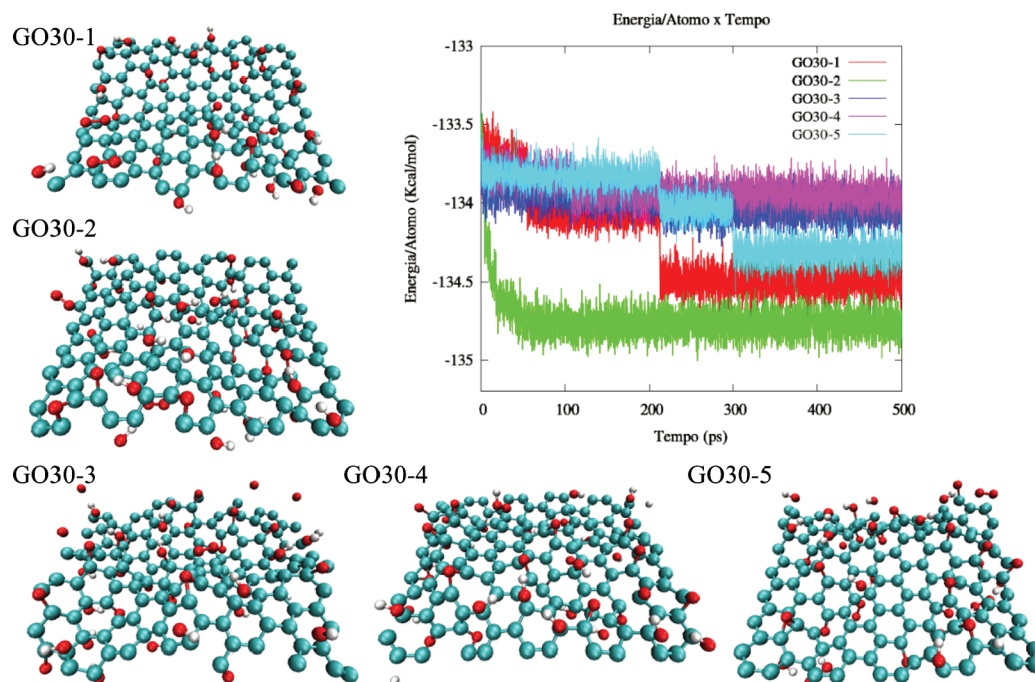 GO30-1
Energia/Atomo x Tempo
Energia/Atomo (Kcal/mol)
-133
-133.5
-134
-134.5
-135
GO30-1
GO30-2
GO30-3
GO30-4
GO30-5
0 100 200 300 400 500
Tempo (ps)
GO30-2
GO30-3
GO30-4
GO30-5